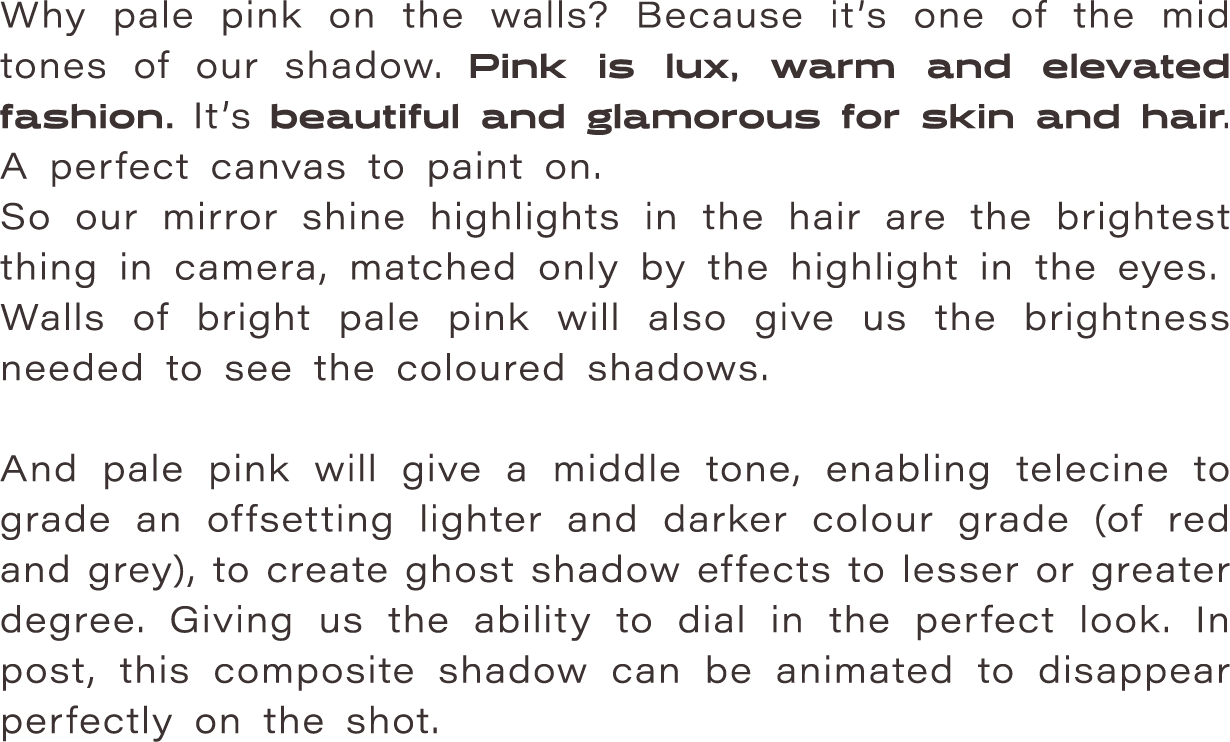 Why pale pink on the walls? Because it’s one of the mid
tones of our shadow. Pink is lux, warm and elevated
fashion. It’s beautiful and glamorous for skin and hair.
A perfect canvas to paint on.
So our mirror shine highlights in the hair are the brightest
thing in camera, matched only by the highlight in the eyes.
Walls of bright pale pink will also give us the brightness
needed to see the coloured shadows.
And pale pink will give a middle tone, enabling telecine to
grade an offsetting lighter and darker colour grade (of red
and grey), to create ghost shadow effects to lesser or greater
degree. Giving us the ability to dial in the perfect look. In
post, this composite shadow can be animated to disappear
perfectly on the shot.